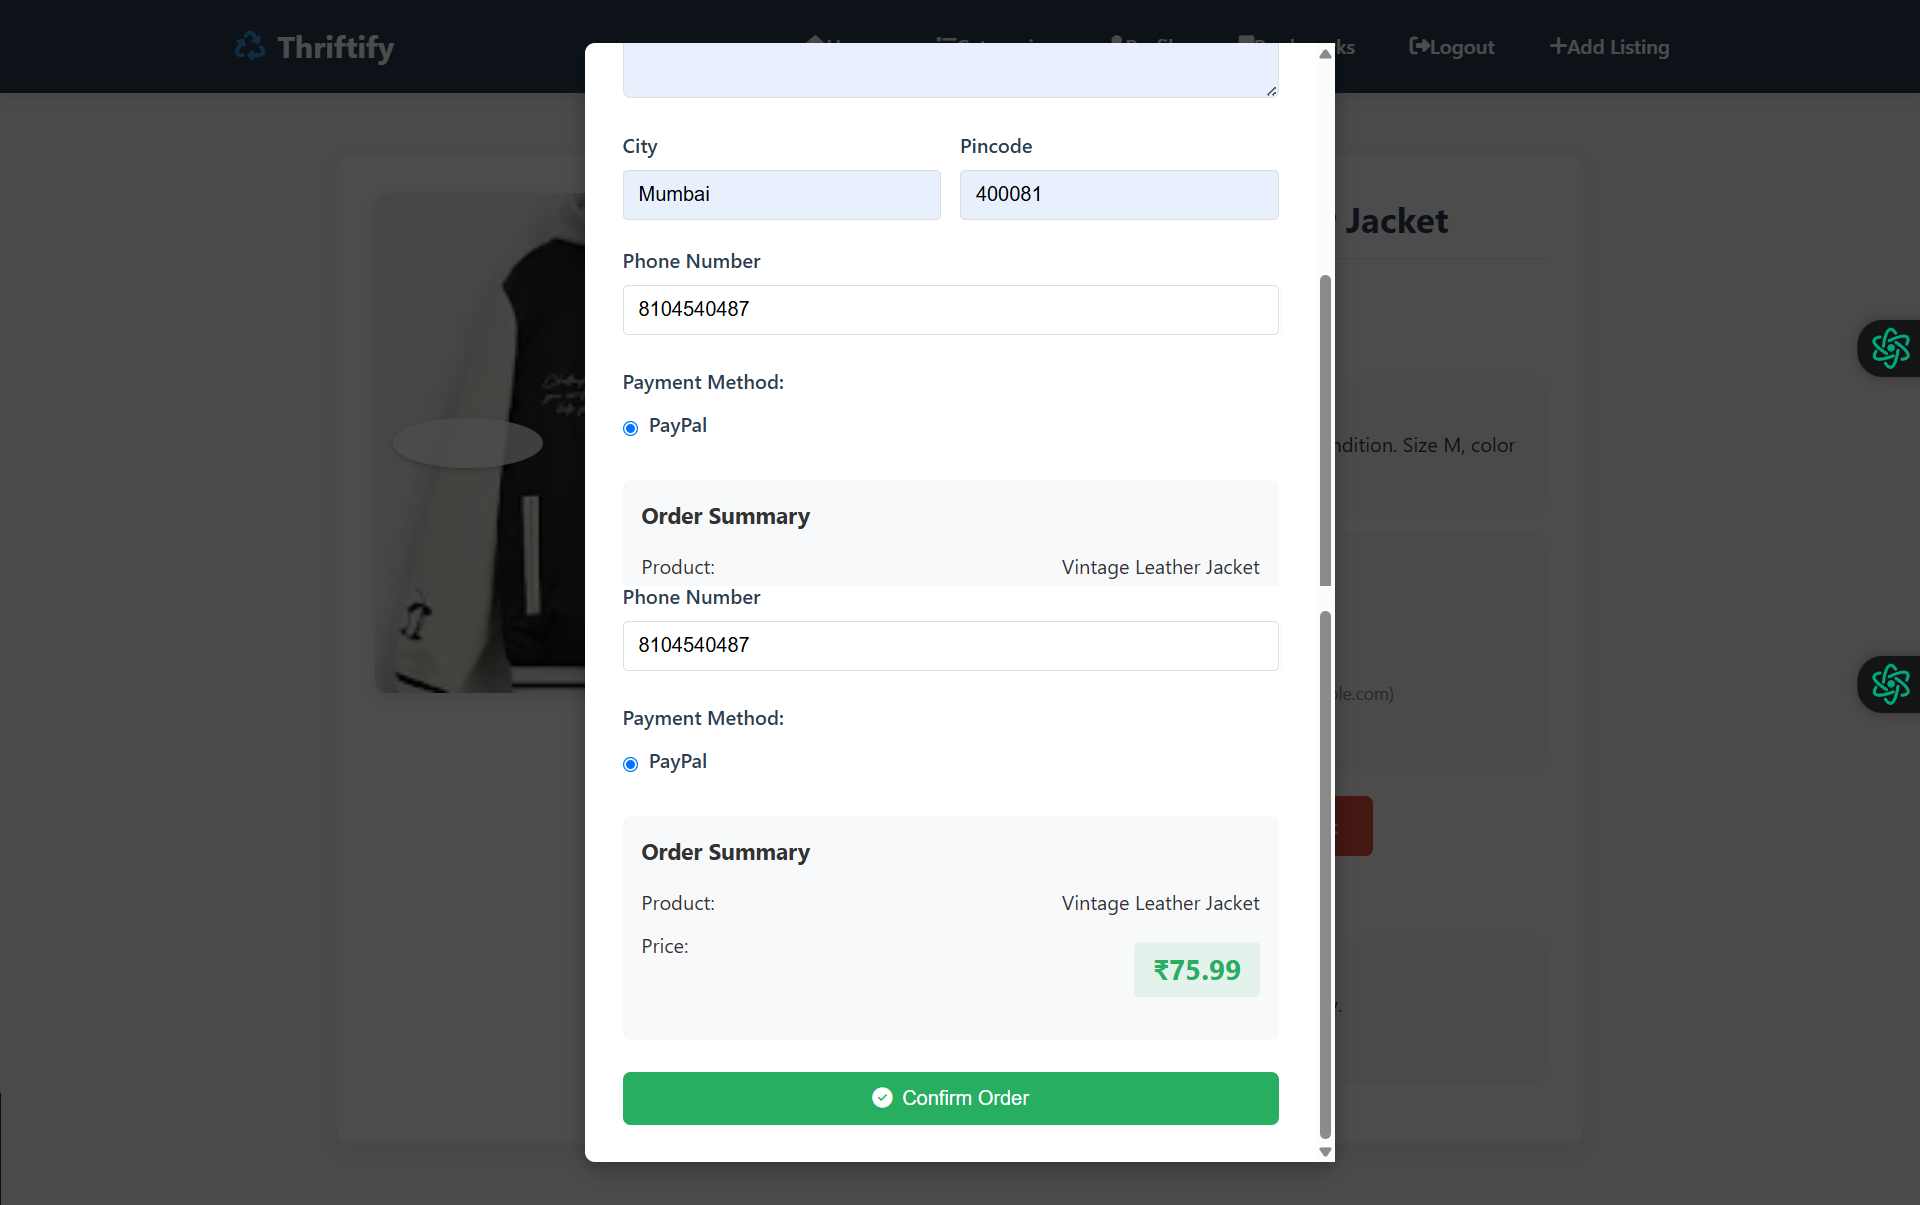 Thriftify
ks
Logout
Add Listing
City
Pincode
Mumbai
400081
Jacket
Phone Number
8104540487
Payment Method:
PayPal
ndition. Size M, color
Order Summary
Product:
Vintage Leather Jacket
Phone Number
8104540487
ple.com)
Payment Method:
PayPal
Order Summary
Product:
Vintage Leather Jacket
Price:
₹75.99
Confirm Order